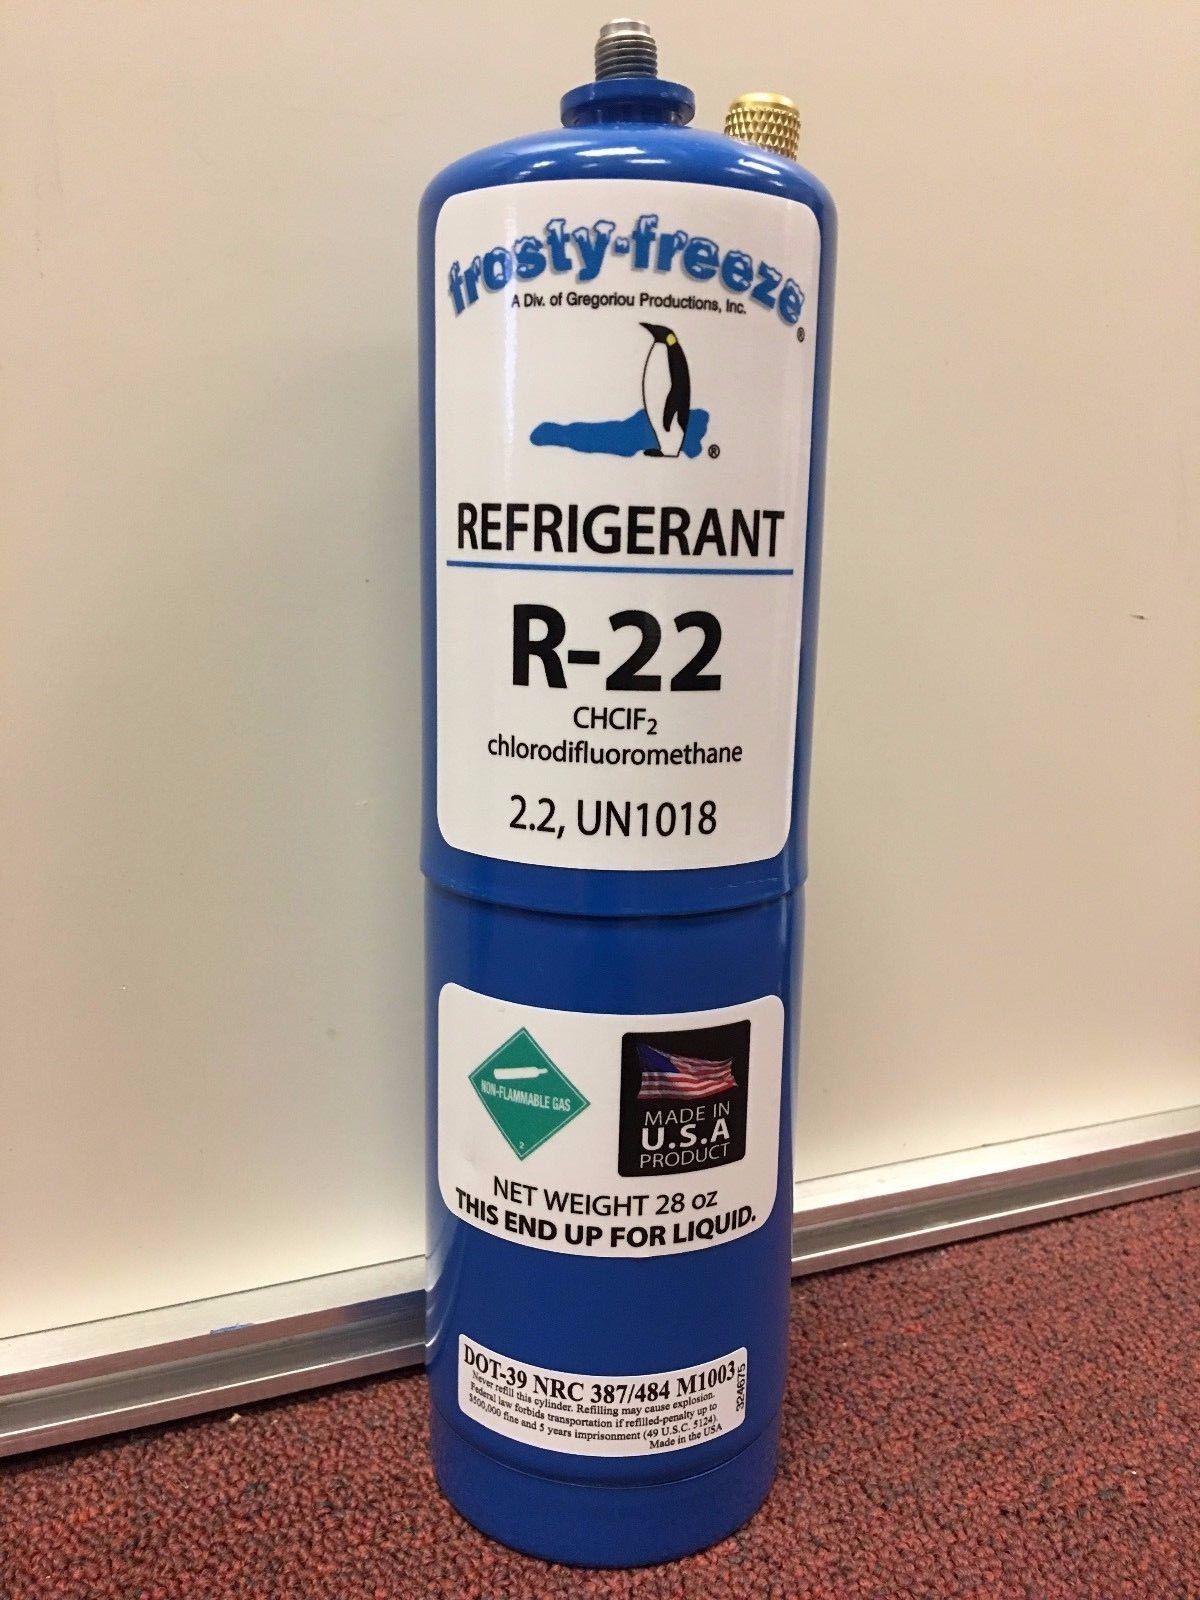 frosty-freeze®
A Div. of Gregoriou Productions, Inc.
®
REFRIGERANT
R-22
CHClF₂
chlorodifluoromethane
2.2, UN1018
NON-FLAMMABLE GAS
2
MADE IN
U.S.A
PRODUCT
NET WEIGHT 28 oz
THIS END UP FOR LIQUID.
DOT-39 NRC 387/484 M1003
Never refill this cylinder. Refilling may cause explosion.
Federal law forbids transportation if refilled-penalty up to
$500,000 fine and 5 years imprisonment (49 U.S.C. 5124).
Made in the USA
324675